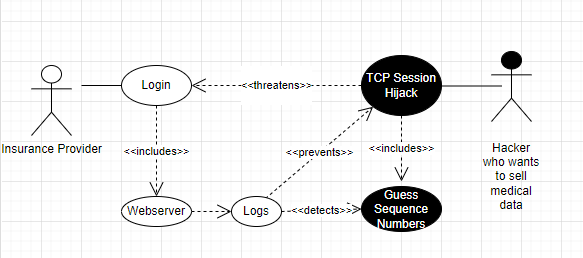 Login
<<threatens>>
TCP Session
Hijack
Insurance Provider
<<includes>>
<<prevents>>
<<includes>>
Hacker
who wants
to sell
medical
data
Webserver
Logs
<<detects>>
Guess
Sequence
Numbers